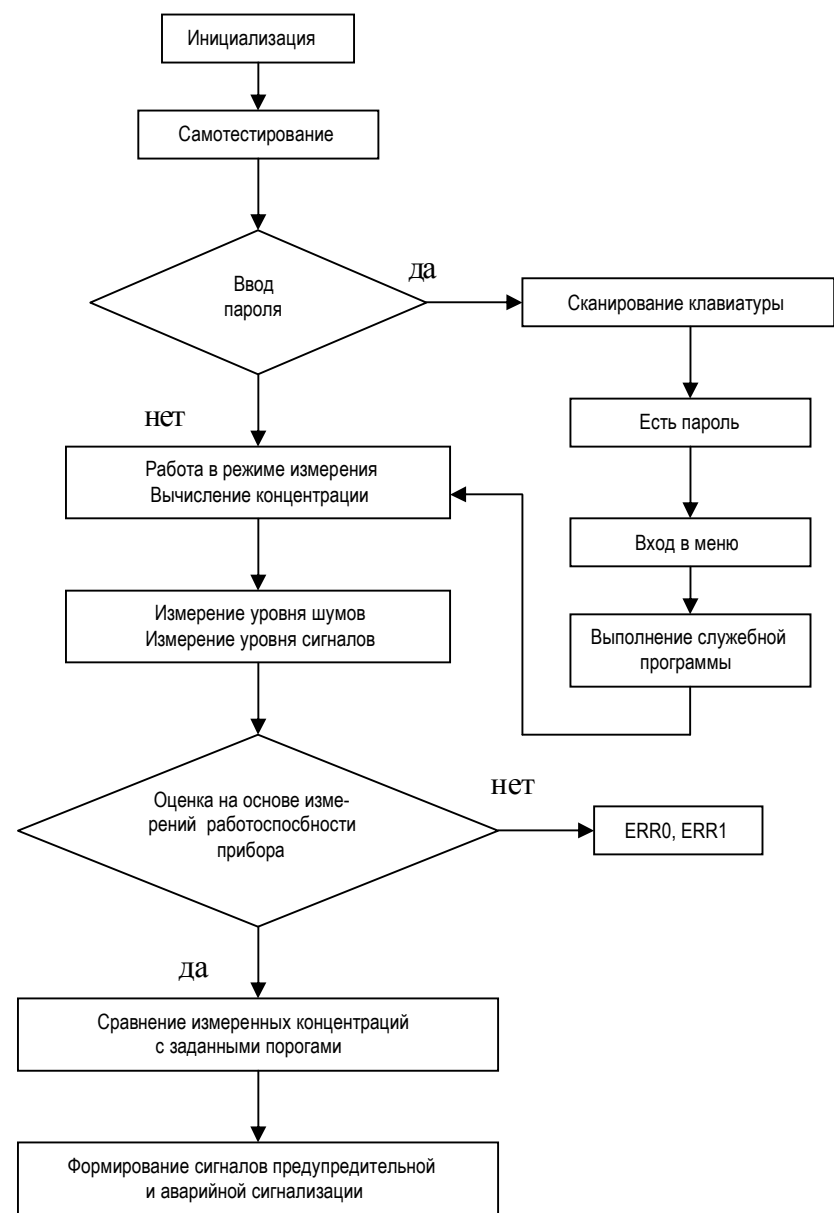 Инициализация
Самотестирование
Ввод
пароля
да
Сканирование клавиатуры
Есть пароль
Вход в меню
Выполнение служебной
программы
нет
Работа в режиме измерения
Вычисление концентрации
Измерение уровня шумов
Измерение уровня сигналов
Оценка на основе изме-
рений работоспосбности
прибора
нет
ERR0, ERR1
да
Сравнение измеренных концентраций
с заданными порогами
Формирование сигналов предупредительной
и аварийной сигнализации